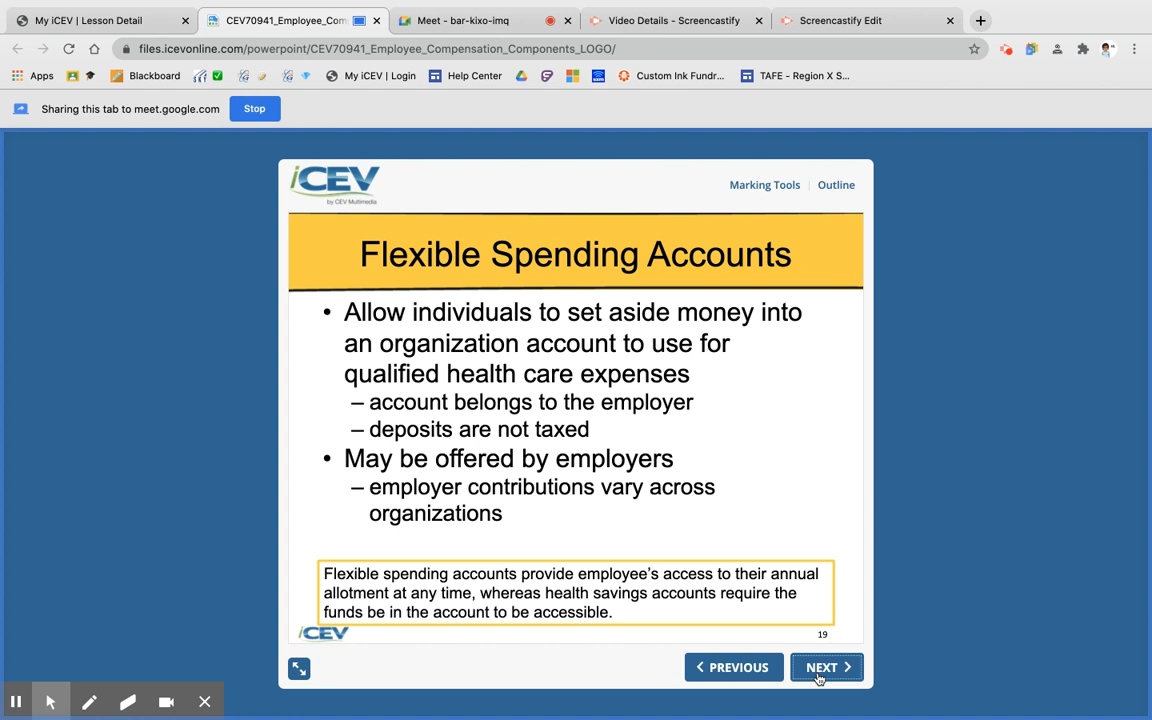 My iCEV | Lesson Detail
CEV70941_Employee_Com
Meet - bar-kixo-imq
Video Details - Screencastify
Screencastify Edit
files.icevonline.com/powerpoint/CEV70941_Employee_Compensation_Components_LOGO/
Apps
Blackboard
My iCEV | Login
Help Center
Custom Ink Fundr...
TAFE - Region X S...
Sharing this tab to meet.google.com
Stop
iCEV
by CEV Multimedia
Marking Tools
Outline
Flexible Spending Accounts
• Allow individuals to set aside money into
an organization account to use for
qualified health care expenses
– account belongs to the employer
– deposits are not taxed
• May be offered by employers
– employer contributions vary across
organizations
Flexible spending accounts provide employee's access to their annual
allotment at any time, whereas health savings accounts require the
funds be in the account to be accessible.
iCEV
19
PREVIOUS
NEXT